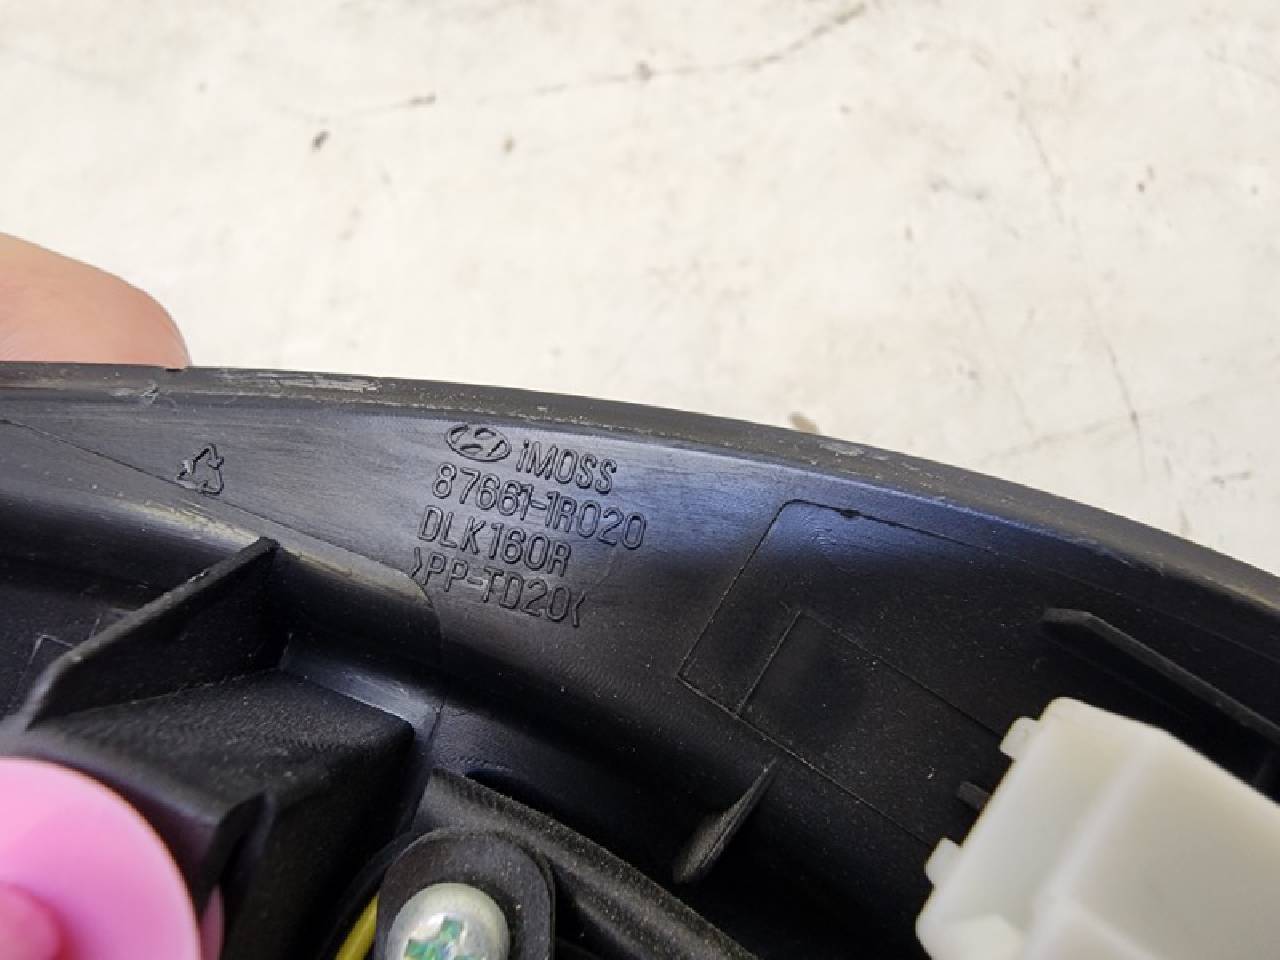 iMOSS
87661-1R020
DLK160R
>PP-TD20<